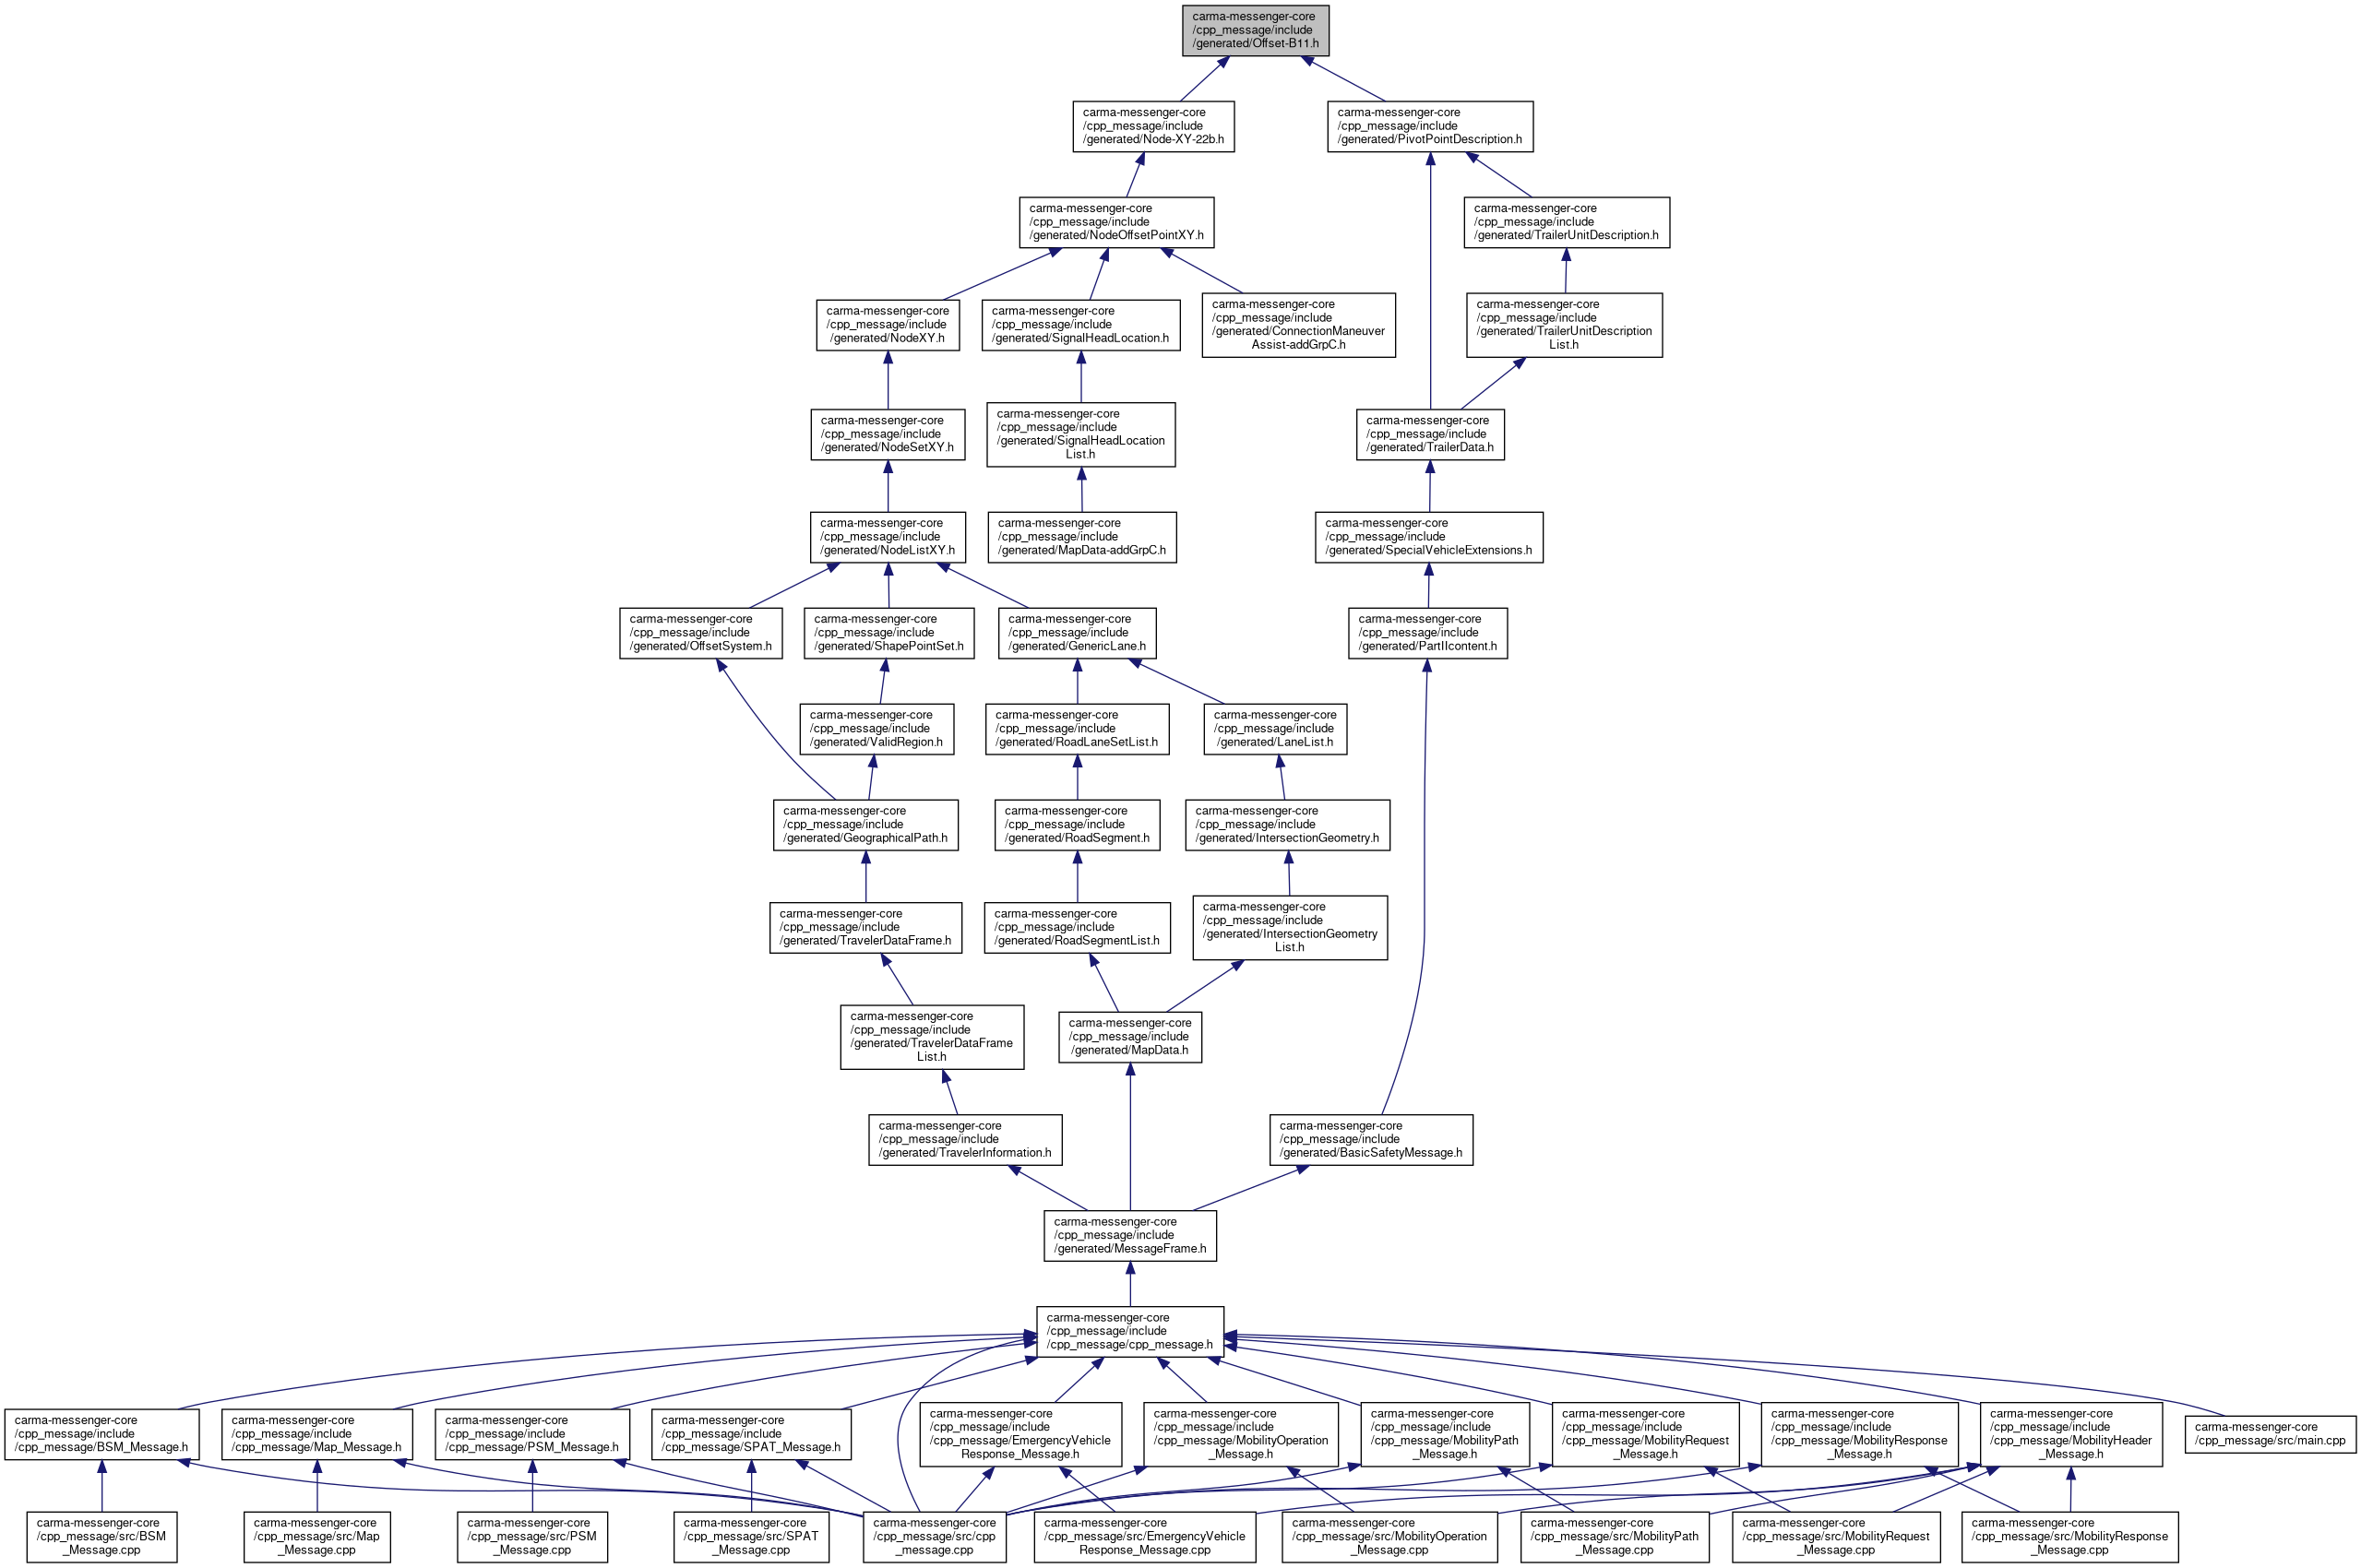 carma-messenger-core
/cpp_message/include
/generated/Offset-B11.h
carma-messenger-core
/cpp_message/include
/generated/Node-XY-22b.h
carma-messenger-core
/cpp_message/include
/generated/PivotPointDescription.h
carma-messenger-core
/cpp_message/include
/generated/NodeOffsetPointXY.h
carma-messenger-core
/cpp_message/include
/generated/TrailerUnitDescription.h
carma-messenger-core
/cpp_message/include
/generated/NodeXY.h
carma-messenger-core
/cpp_message/include
/generated/SignalHeadLocation.h
carma-messenger-core
/cpp_message/include
/generated/ConnectionManeuver
Assist-addGrpC.h
carma-messenger-core
/cpp_message/include
/generated/TrailerUnitDescription
List.h
carma-messenger-core
/cpp_message/include
/generated/NodeSetXY.h
carma-messenger-core
/cpp_message/include
/generated/SignalHeadLocation
List.h
carma-messenger-core
/cpp_message/include
/generated/TrailerData.h
carma-messenger-core
/cpp_message/include
/generated/NodeListXY.h
carma-messenger-core
/cpp_message/include
/generated/MapData-addGrpC.h
carma-messenger-core
/cpp_message/include
/generated/SpecialVehicleExtensions.h
carma-messenger-core
/cpp_message/include
/generated/OffsetSystem.h
carma-messenger-core
/cpp_message/include
/generated/ShapePointSet.h
carma-messenger-core
/cpp_message/include
/generated/GenericLane.h
carma-messenger-core
/cpp_message/include
/generated/PartIIcontent.h
carma-messenger-core
/cpp_message/include
/generated/ValidRegion.h
carma-messenger-core
/cpp_message/include
/generated/RoadLaneSetList.h
carma-messenger-core
/cpp_message/include
/generated/LaneList.h
carma-messenger-core
/cpp_message/include
/generated/GeographicalPath.h
carma-messenger-core
/cpp_message/include
/generated/RoadSegment.h
carma-messenger-core
/cpp_message/include
/generated/IntersectionGeometry.h
carma-messenger-core
/cpp_message/include
/generated/TravelerDataFrame.h
carma-messenger-core
/cpp_message/include
/generated/RoadSegmentList.h
carma-messenger-core
/cpp_message/include
/generated/IntersectionGeometry
List.h
carma-messenger-core
/cpp_message/include
/generated/TravelerDataFrame
List.h
carma-messenger-core
/cpp_message/include
/generated/MapData.h
carma-messenger-core
/cpp_message/include
/generated/TravelerInformation.h
carma-messenger-core
/cpp_message/include
/generated/BasicSafetyMessage.h
carma-messenger-core
/cpp_message/include
/generated/MessageFrame.h
carma-messenger-core
/cpp_message/include
/cpp_message/cpp_message.h
carma-messenger-core
/cpp_message/include
/cpp_message/BSM_Message.h
carma-messenger-core
/cpp_message/include
/cpp_message/Map_Message.h
carma-messenger-core
/cpp_message/include
/cpp_message/PSM_Message.h
carma-messenger-core
/cpp_message/include
/cpp_message/SPAT_Message.h
carma-messenger-core
/cpp_message/include
/cpp_message/EmergencyVehicle
Response_Message.h
carma-messenger-core
/cpp_message/include
/cpp_message/MobilityOperation
_Message.h
carma-messenger-core
/cpp_message/include
/cpp_message/MobilityPath
_Message.h
carma-messenger-core
/cpp_message/include
/cpp_message/MobilityRequest
_Message.h
carma-messenger-core
/cpp_message/include
/cpp_message/MobilityResponse
_Message.h
carma-messenger-core
/cpp_message/include
/cpp_message/MobilityHeader
_Message.h
carma-messenger-core
/cpp_message/src/main.cpp
carma-messenger-core
/cpp_message/src/BSM
_Message.cpp
carma-messenger-core
/cpp_message/src/Map
_Message.cpp
carma-messenger-core
/cpp_message/src/PSM
_Message.cpp
carma-messenger-core
/cpp_message/src/SPAT
_Message.cpp
carma-messenger-core
/cpp_message/src/cpp
_message.cpp
carma-messenger-core
/cpp_message/src/EmergencyVehicle
Response_Message.cpp
carma-messenger-core
/cpp_message/src/MobilityOperation
_Message.cpp
carma-messenger-core
/cpp_message/src/MobilityPath
_Message.cpp
carma-messenger-core
/cpp_message/src/MobilityRequest
_Message.cpp
carma-messenger-core
/cpp_message/src/MobilityResponse
_Message.cpp